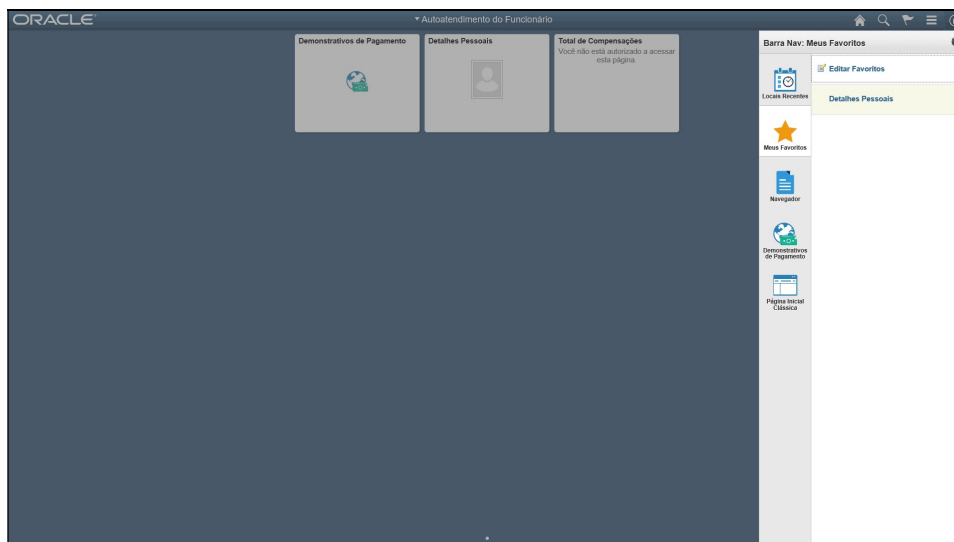 ORACLE
Autoatendimento do Funcionário
Demonstrativos de Pagamento
Detalhes Pessoais
Total de Compensações
Você não está autorizado a acessar
esta página.
Barra Nav: Meus Favoritos
Locais Recentes
Meus Favoritos
Navegador
Demonstrativos
de Pagamento
Página Inicial
Clássica
Editar Favoritos
Detalhes Pessoais